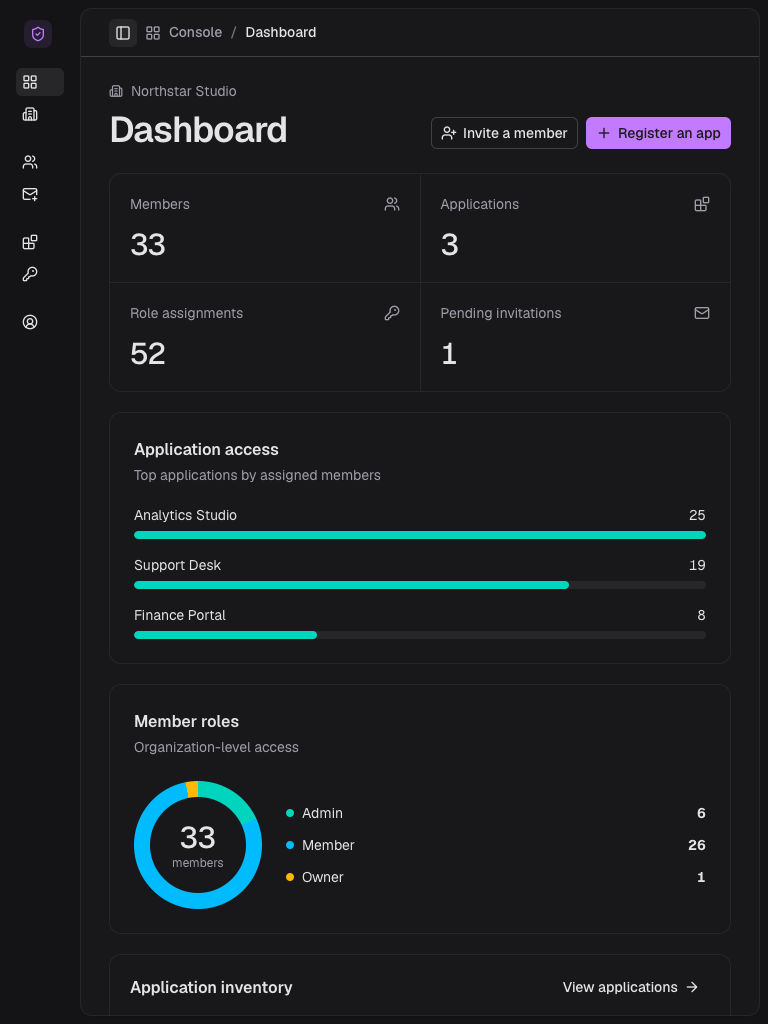 Console / Dashboard
Northstar Studio
Dashboard
Invite a member
Register an app
Members
33
Applications
3
Role assignments
52
Pending invitations
1
Application access
Top applications by assigned members
Analytics Studio 25
Support Desk 19
Finance Portal 8
Member roles
Organization-level access
33
members
Admin 6
Member 26
Owner 1
Application inventory
View applications